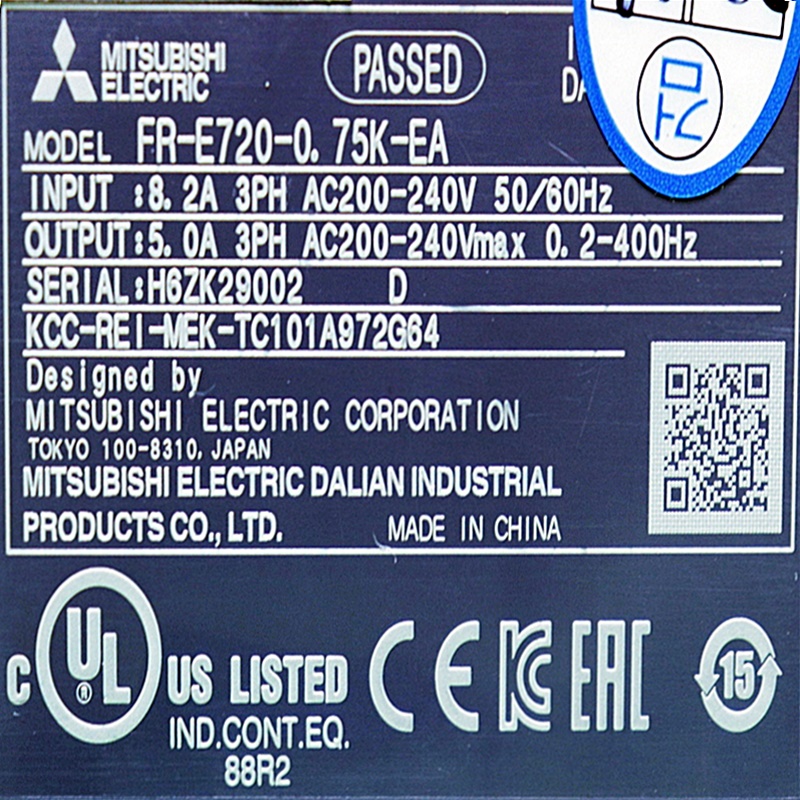 MITSUBISHI
ELECTRIC
PASSED
MODEL FR-E720-0.75K-EA
INPUT :8.2A 3PH AC200-240V 50/60Hz
OUTPUT:5.0A 3PH AC200-240Vmax 0.2-400Hz
SERIAL:H6ZK29002 D
KCC-REI-MEK-TC101A972G64
Designed by
MITSUBISHI ELECTRIC CORPORATION
TOKYO 100-8310, JAPAN
MITSUBISHI ELECTRIC DALIAN INDUSTRIAL
PRODUCTS CO., LTD. MADE IN CHINA
C UL ® US LISTED
IND.CONT.EQ.
88R2
CE KC EAC 15